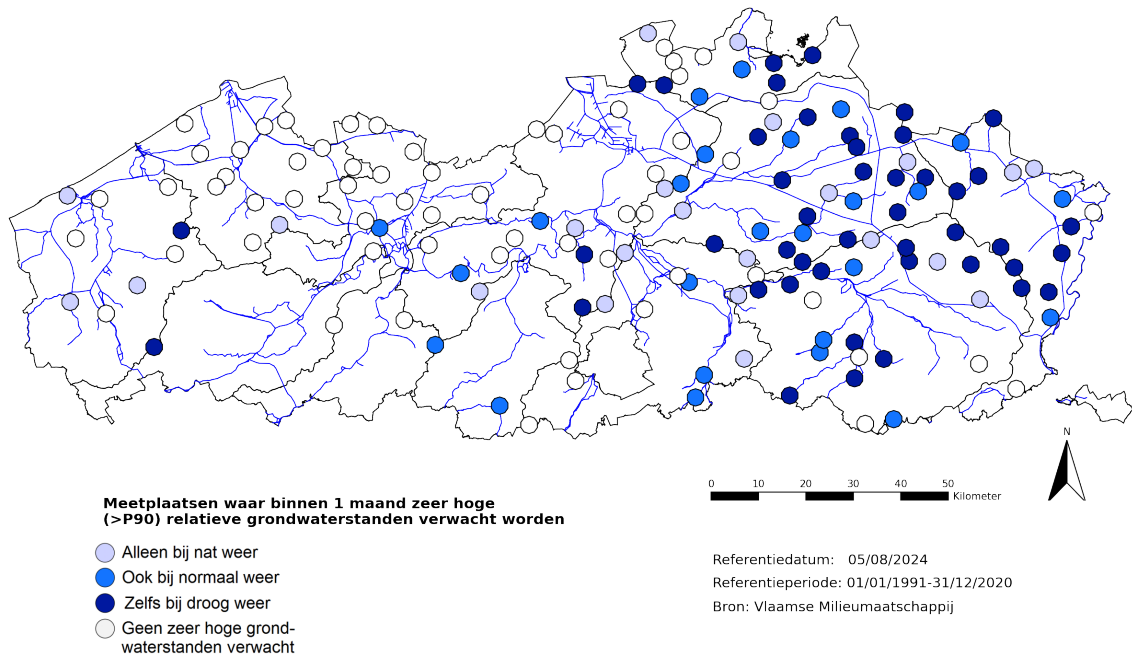 N
0 10 20 30 40 50
Kilometer
Meetplaatsen waar binnen 1 maand zeer hoge
(>P90) relatieve grondwaterstanden verwacht worden
Alleen bij nat weer
Ook bij normaal weer
Zelfs bij droog weer
Geen zeer hoge grond-
waterstanden verwacht
Referentiedatum: 05/08/2024
Referentieperiode: 01/01/1991-31/12/2020
Bron: Vlaamse Milieumaatschappij